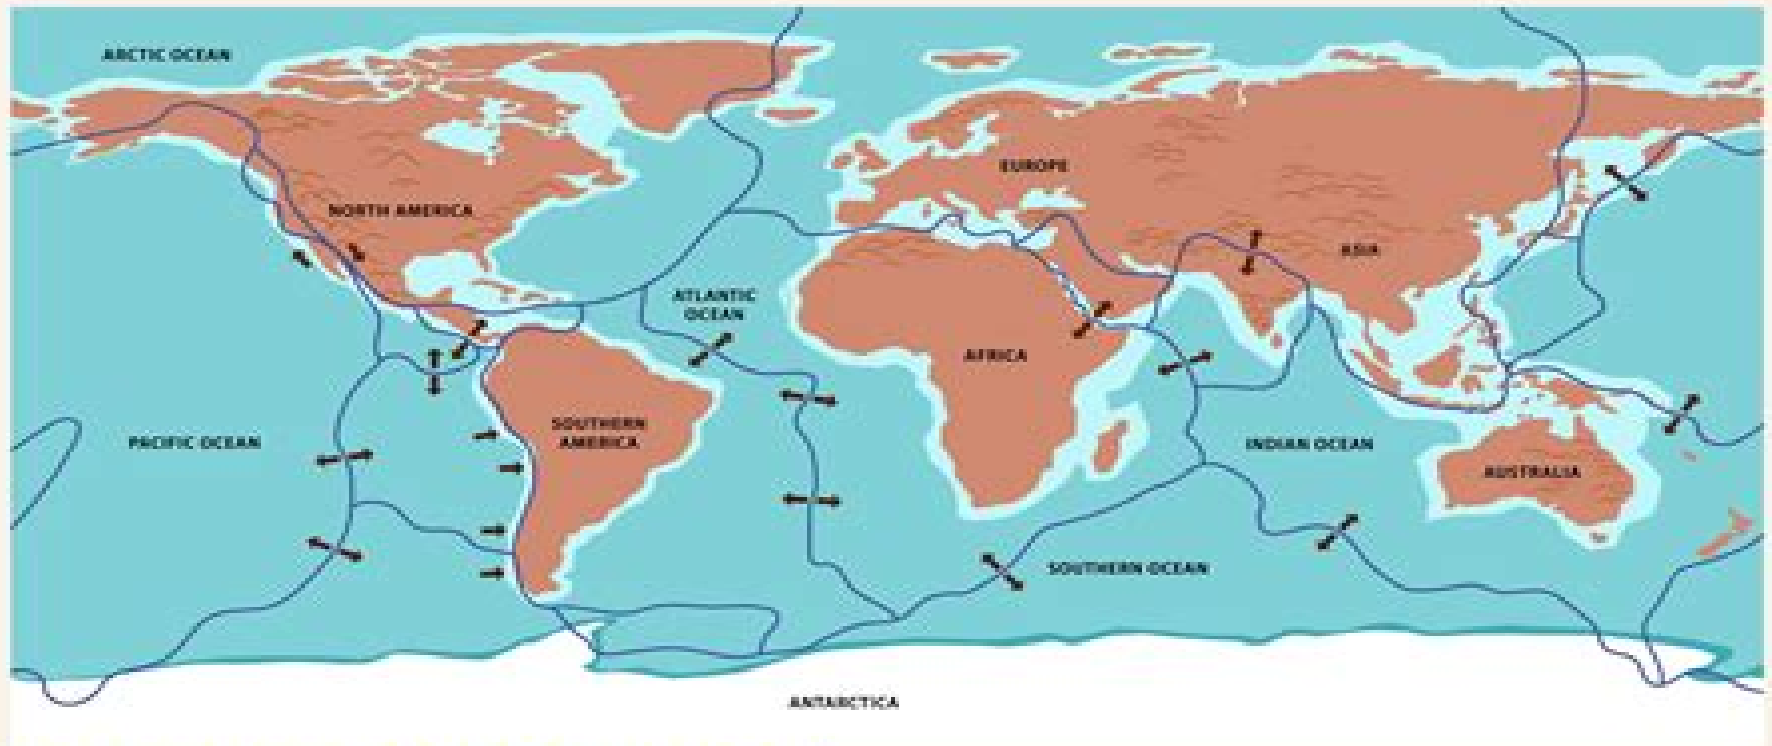 ARCTIC OCEAN
EUROPE
NORTH AMERICA
ASIA
ATLANTIC
OCEAN
AFRICA
PACIFIC OCEAN
SOUTHERN
AMERICA
INDIAN OCEAN
AUSTRALIA
SOUTHERN OCEAN
ANTARCTICA